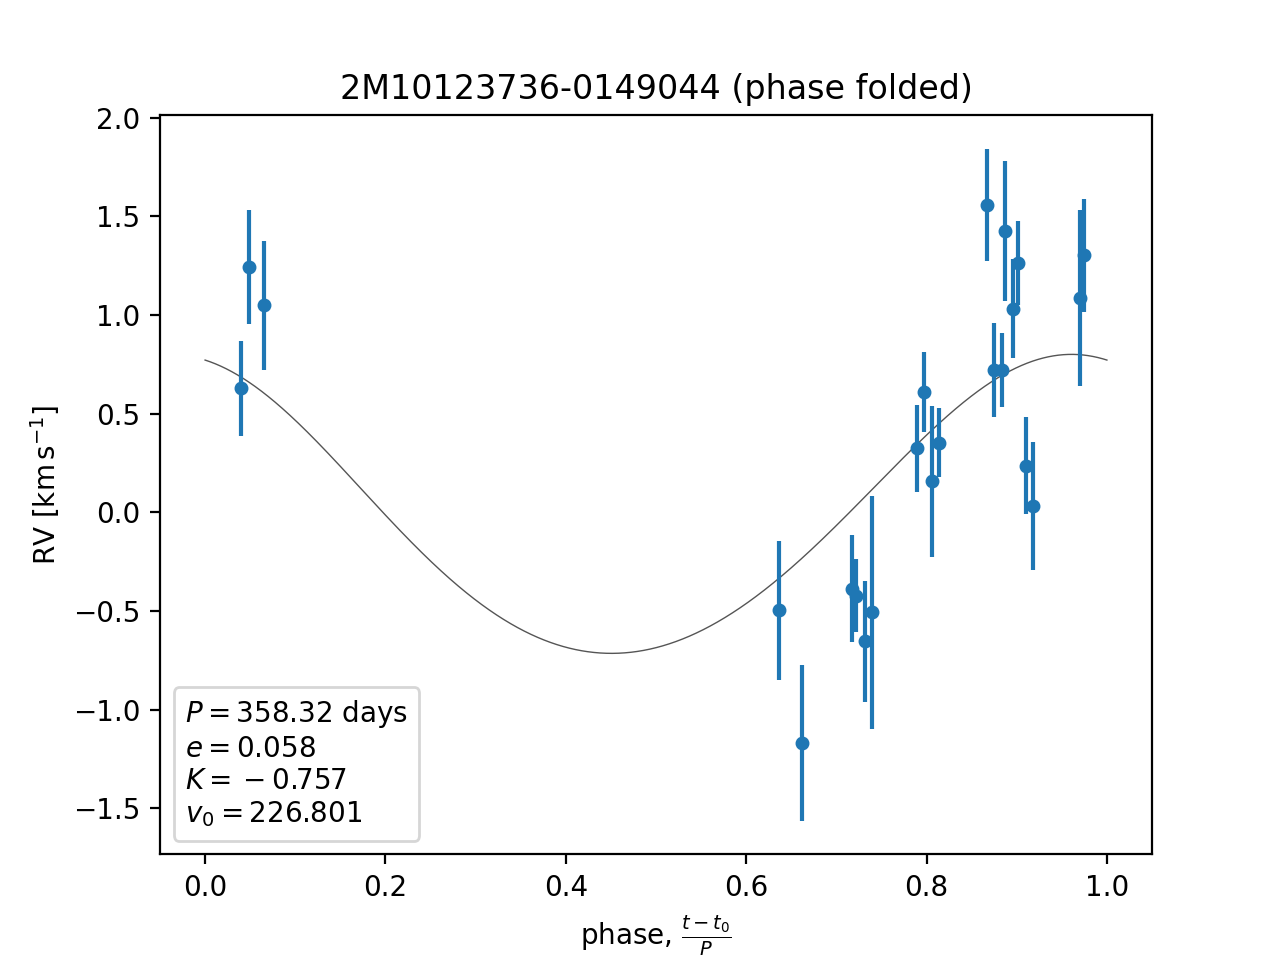 2M10123736-0149044 (phase folded)
2.0
1.5
1.0
0.5
0.0
−0.5
−1.0
−1.5
RV [km s⁻¹]
P = 358.32 days
e = 0.058
K = −0.757
v₀ = 226.801
0.0 0.2 0.4 0.6 0.8 1.0
phase, (t − t₀)/P